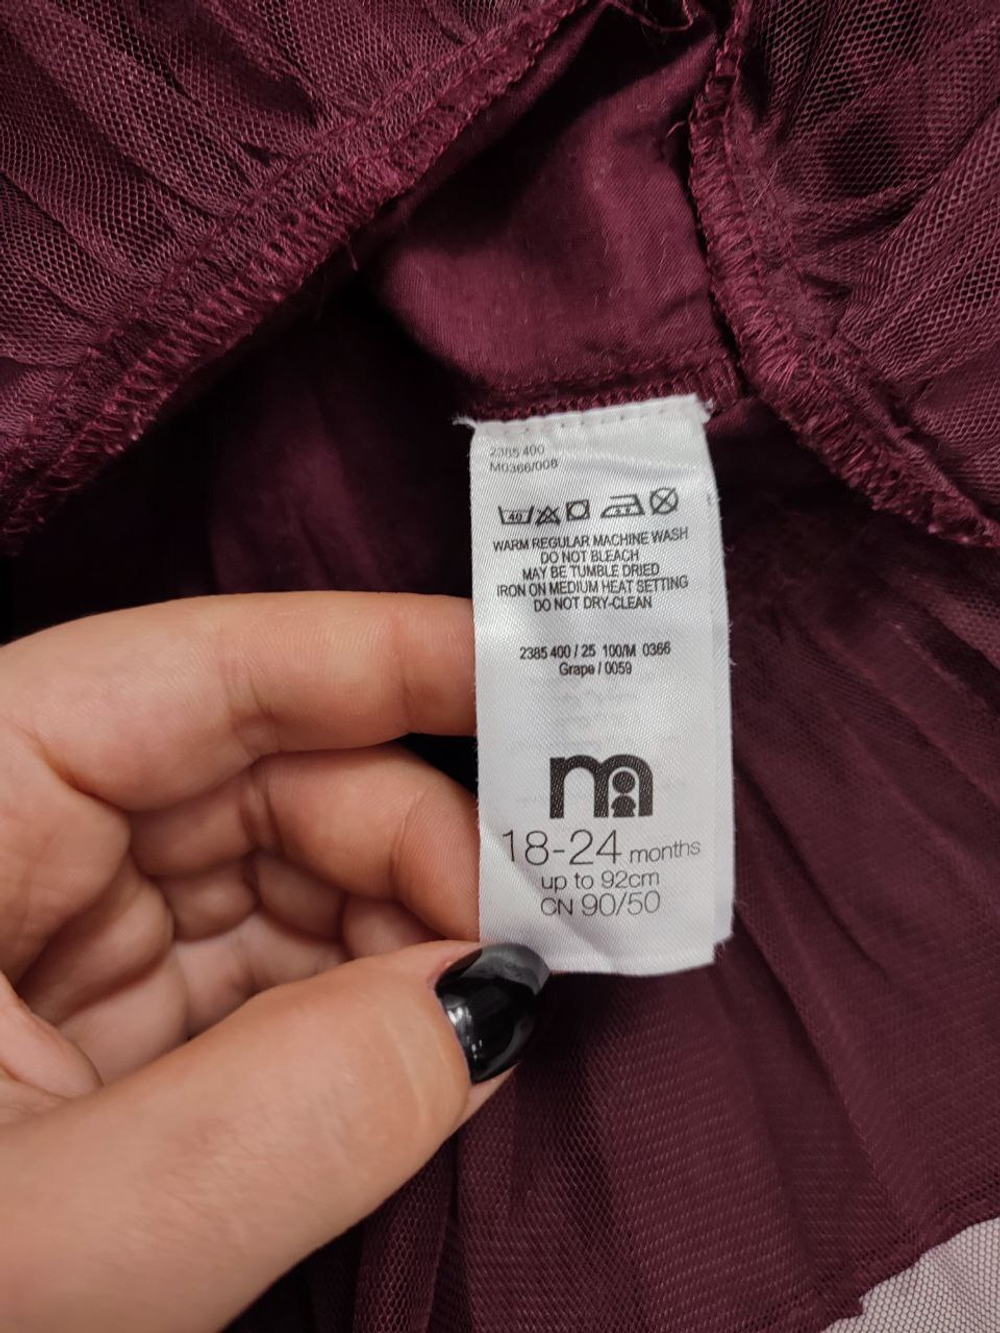 2385 400
M0366/008
40
WARM REGULAR MACHINE WASH
DO NOT BLEACH
MAY BE TUMBLE DRIED
IRON ON MEDIUM HEAT SETTING
DO NOT DRY-CLEAN
2385 400 / 25 100/M 0366
Grape / 0059
m
18-24 months
up to 92cm
CN 90/50